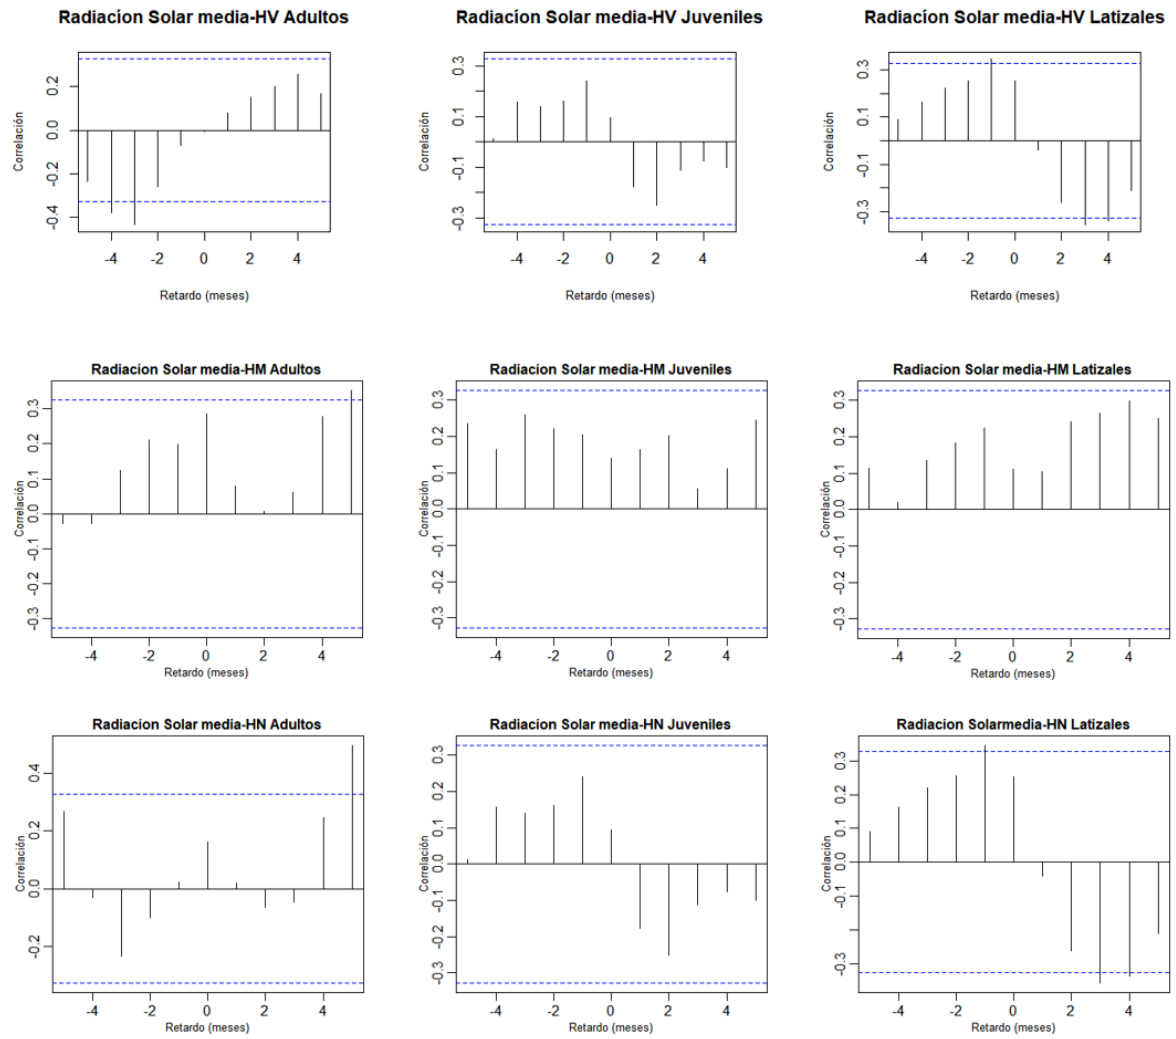 Radiacíon Solar media-HV Adultos
Correlación
0.2
0.0
-0.2
-0.4
-4 -2 0 2 4
Retardo (meses)
Radiacíon Solar media-HV Juveniles
Correlación
0.3
0.1
-0.1
-0.3
-4 -2 0 2 4
Retardo (meses)
Radiacíon Solar media-HV Latizales
Correlación
0.3
0.1
-0.1
-0.3
-4 -2 0 2 4
Retardo (meses)
Radiacíon Solar media-HM Adultos
Correlación
0.3
0.2
0.1
0.0
-0.1
-0.2
-0.3
-4 -2 0 2 4
Retardo (meses)
Radiacíon Solar media-HM Juveniles
Correlación
0.3
0.2
0.1
0.0
-0.1
-0.2
-0.3
-4 -2 0 2 4
Retardo (meses)
Radiacíon Solar media-HM Latizales
Correlación
0.3
0.2
0.1
0.0
-0.1
-0.2
-0.3
-4 -2 0 2 4
Retardo (meses)
Radiacíon Solar media-HN Adultos
Correlación
0.4
0.2
0.0
-0.2
-4 -2 0 2 4
Retardo (meses)
Radiacíon Solar media-HN Juveniles
Correlación
0.3
0.2
0.1
0.0
-0.1
-0.2
-0.3
-4 -2 0 2 4
Retardo (meses)
Radiacíon Solarmedia-HN Latizales
Correlación
0.3
0.2
0.1
0.0
-0.1
-0.3
-4 -2 0 2 4
Retardo (meses)